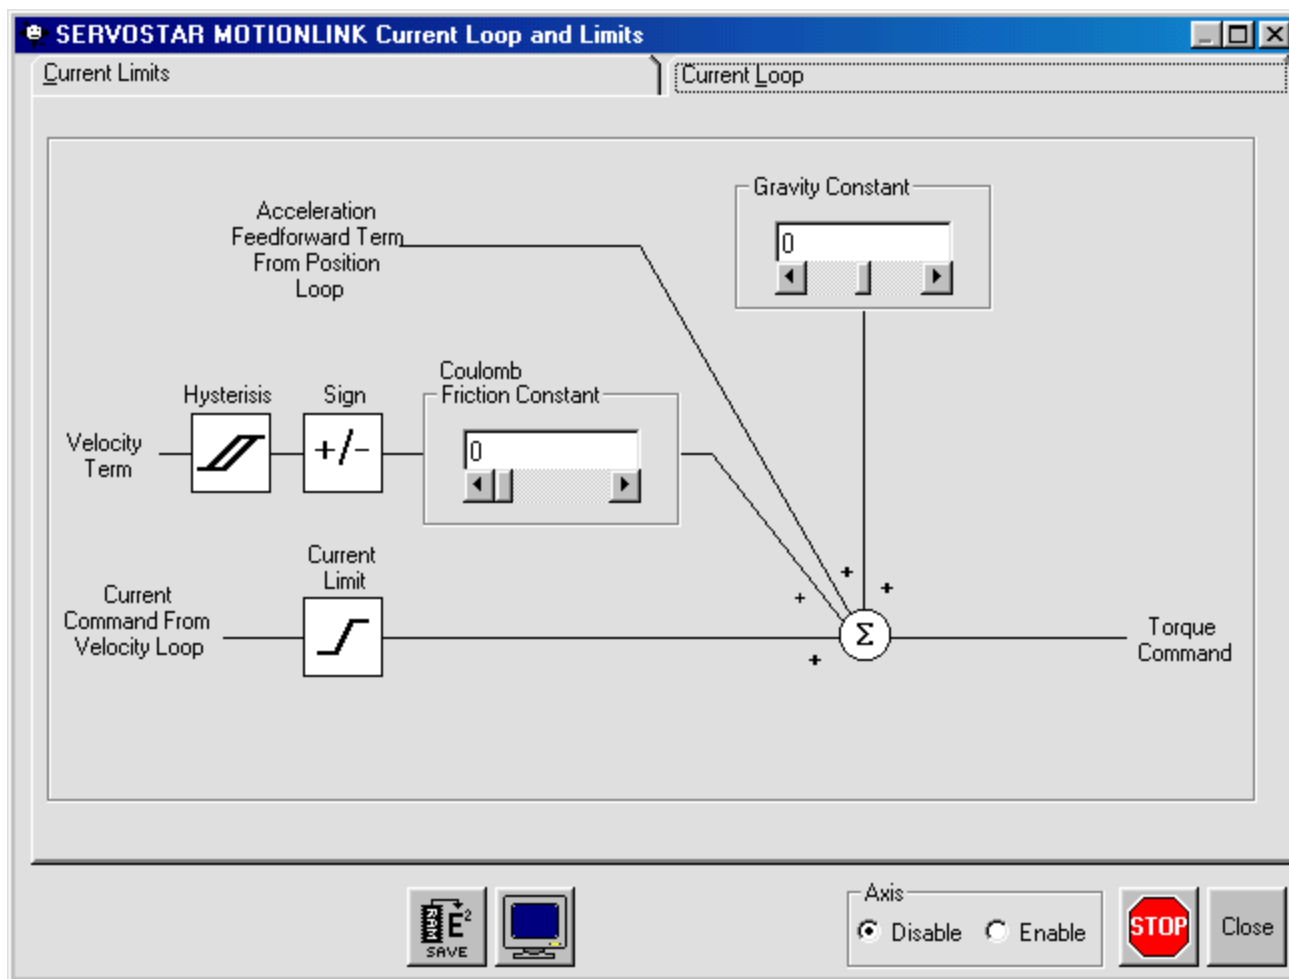 SERVOSTAR MOTIONLINK Current Loop and Limits
Current Limits
Current Loop
Acceleration
Feedforward Term
From Position
Loop
Gravity Constant
0
Hysterisis
Sign
Coulomb
Friction Constant
Velocity
Term
+/-
0
Current
Limit
Current
Command From
Velocity Loop
+
+
+
+
Σ
Torque
Command
RAM
E²
SAVE
Axis
Disable
Enable
STOP
Close